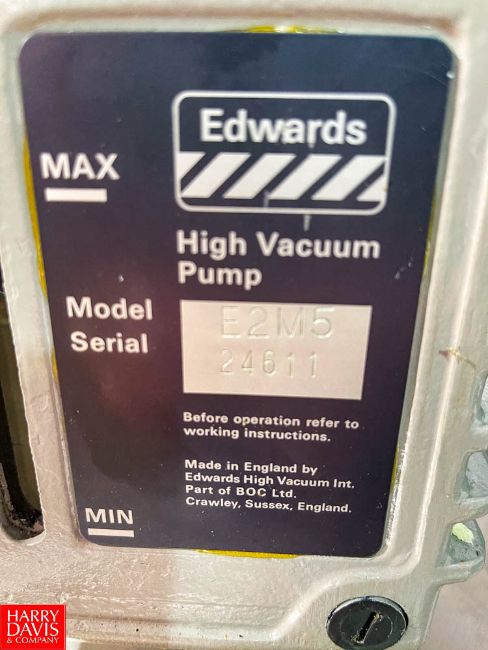 Edwards
MAX
High Vacuum
Pump
Model E2M5
Serial 24611
Before operation refer to
working instructions.
Made in England by
Edwards High Vacuum Int.
Part of BOC Ltd.
Crawley, Sussex, England.
MIN
HARRY
DAVIS
& COMPANY